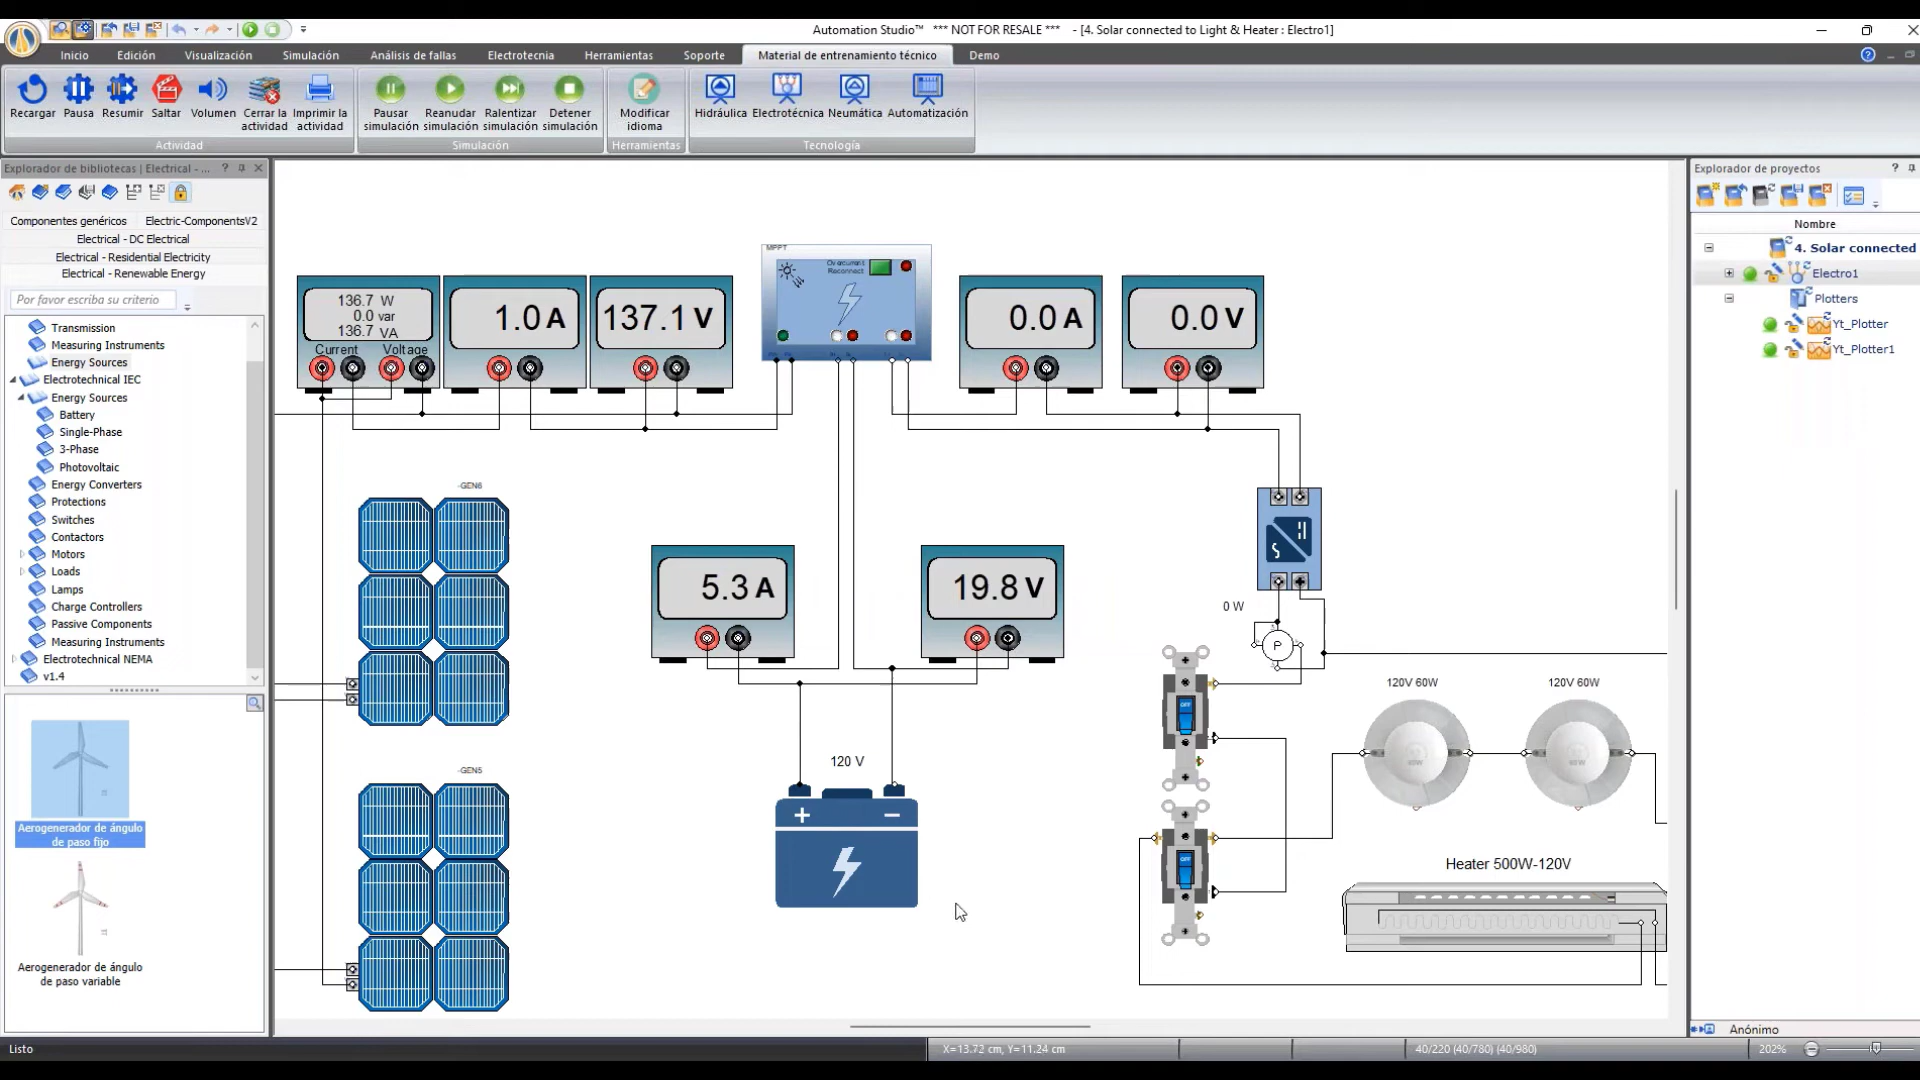 Automation Studio™ *** NOT FOR RESALE *** - [4. Solar connected to Light & Heater : Electro1]
Inicio Edición Visualización Simulación Análisis de fallas Electrotecnia Herramientas Soporte Material de entrenamiento técnico Demo
Recargar Pausa Resumir Saltar Volumen Cerrar la actividad Imprimir la actividad
Pausar simulación Reanudar simulación Ralentizar simulación Detener simulación
Modificar idioma
Hidráulica Electrotécnica Neumática Automatización
Actividad Simulación Herramientas Tecnología
Explorador de bibliotecas | Electrical - ...
Componentes genéricos Electric-ComponentsV2
Electrical - DC Electrical
Electrical - Residential Electricity
Electrical - Renewable Energy
Por favor escriba su criterio
Transmission
Measuring Instruments
Energy Sources
Electrotechnical IEC
Energy Sources
Battery
Single-Phase
3-Phase
Photovoltaic
Energy Converters
Protections
Switches
Contactors
Motors
Loads
Lamps
Charge Controllers
Passive Components
Measuring Instruments
Electrotechnical NEMA
v1.4
Aerogenerador de ángulo
de paso fijo
Aerogenerador de ángulo
de paso variable
MPPT
Overcurrent
Reconnect
136.7 W
0.0 var
136.7 VA
Current Voltage
1.0 A
137.1 V
0.0 A
0.0 V
-GEN6
5.3 A
19.8 V
0 W
P
120V 60W
120V 60W
OFF
-GEN5
120 V
+ −
OFF
Heater 500W-120V
Explorador de proyectos
Nombre
4. Solar connected
Electro1
Plotters
Yt_Plotter
Yt_Plotter1
Anónimo
Listo
X=13.72 cm, Y=11.24 cm
40/220 (40/780) (40/980)
202%